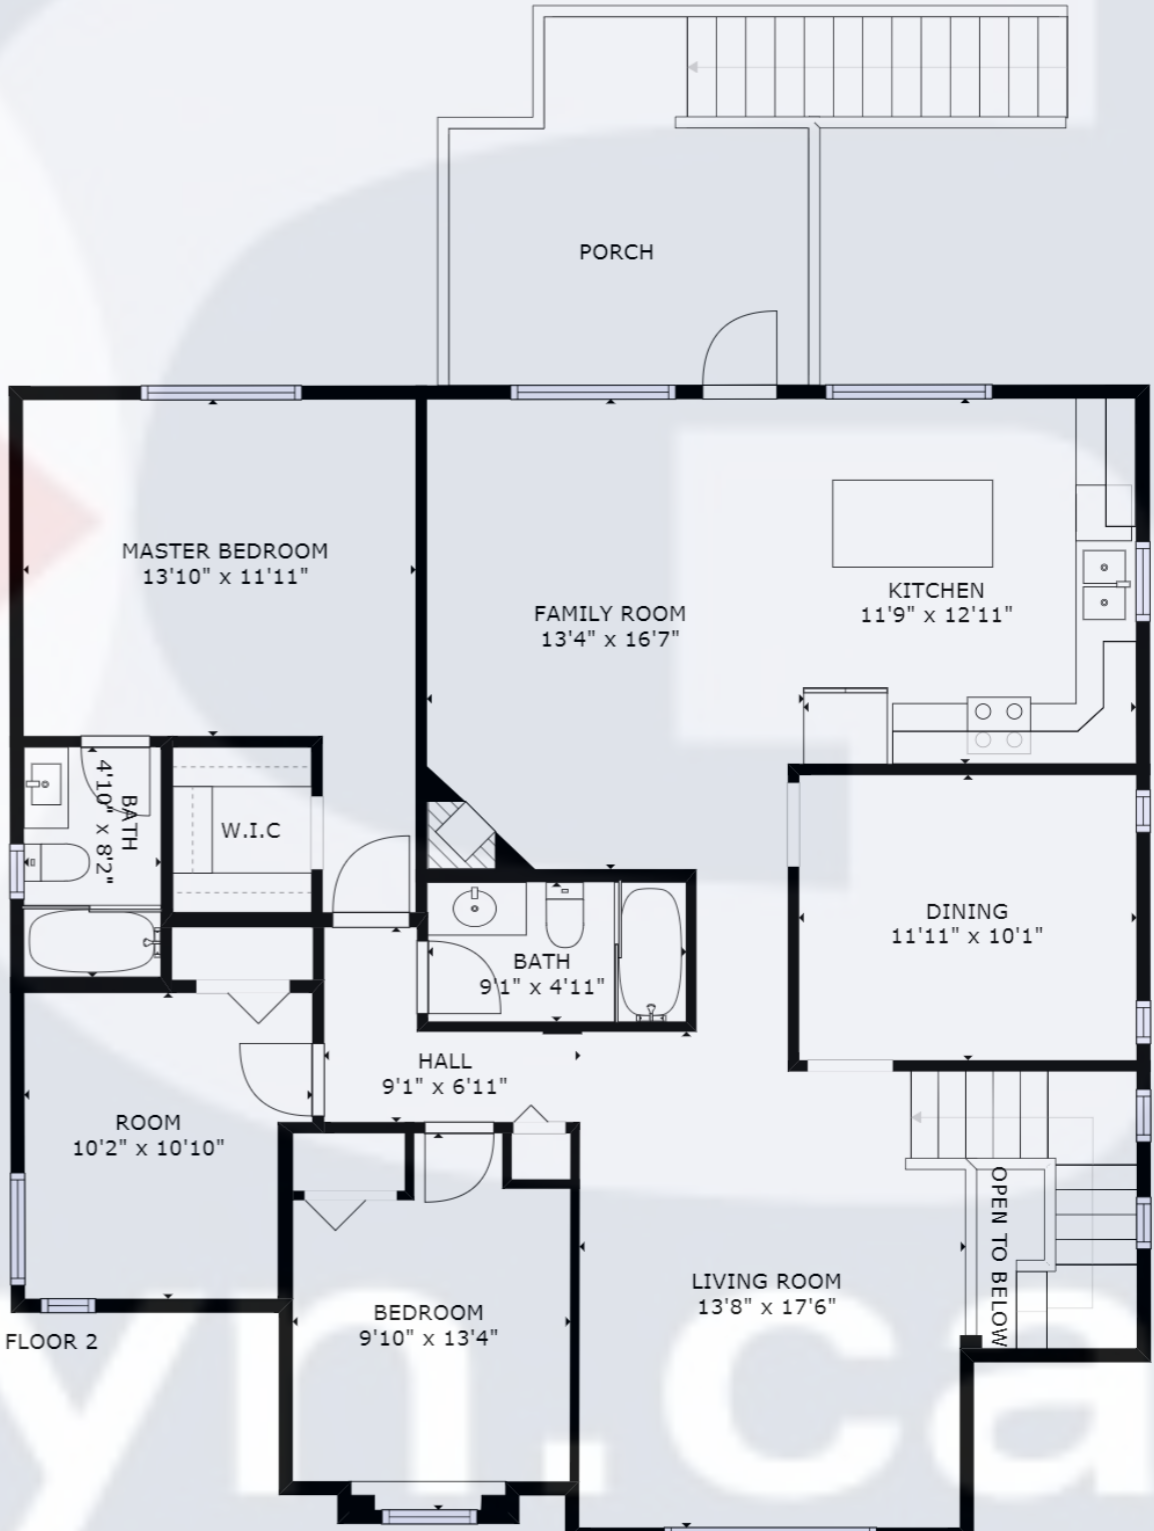 PORCH
MASTER BEDROOM
13'10" x 11'11"
FAMILY ROOM
13'4" x 16'7"
KITCHEN
11'9" x 12'11"
BATH
4'10" x 8'2"
W.I.C
DINING
11'11" x 10'1"
BATH
9'1" x 4'11"
HALL
9'1" x 6'11"
ROOM
10'2" x 10'10"
OPEN TO BELOW
LIVING ROOM
13'8" x 17'6"
BEDROOM
9'10" x 13'4"
FLOOR 2
yn.ca